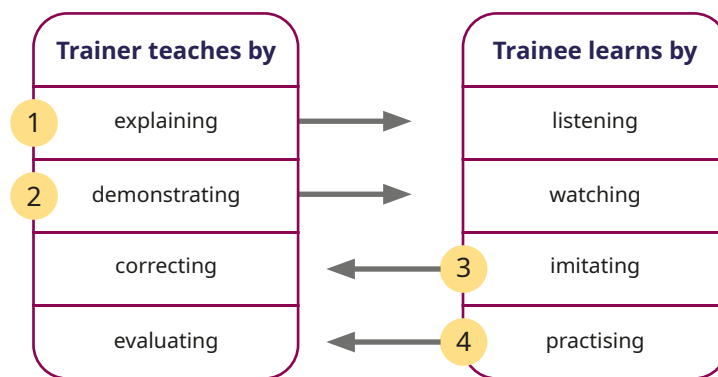 Trainer teaches by
Trainee learns by
1 explaining
listening
2 demonstrating
watching
correcting
3 imitating
evaluating
4 practising